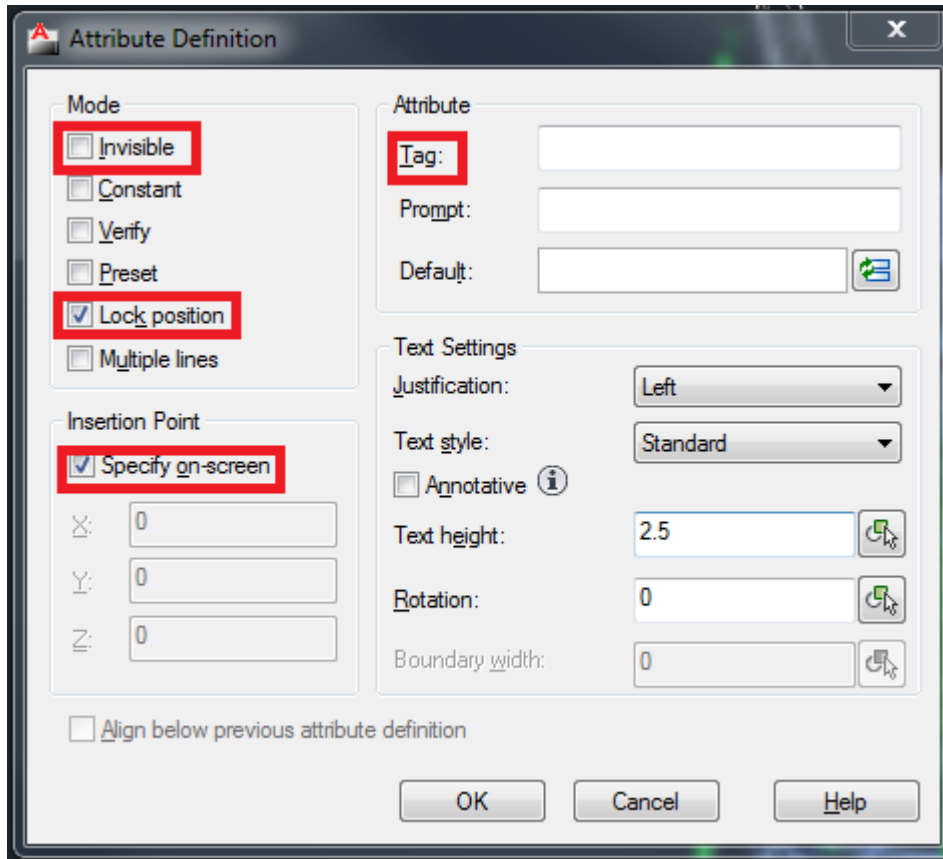 Attribute Definition
x
Mode
Invisible
Constant
Verify
Preset
Lock position
Multiple lines
Insertion Point
Specify on-screen
X: 0
Y: 0
Z: 0
Attribute
Tag:
Prompt:
Default:
Text Settings
Justification: Left
Text style: Standard
Annotative
Text height: 2.5
Rotation: 0
Boundary width: 0
Align below previous attribute definition
OK Cancel Help